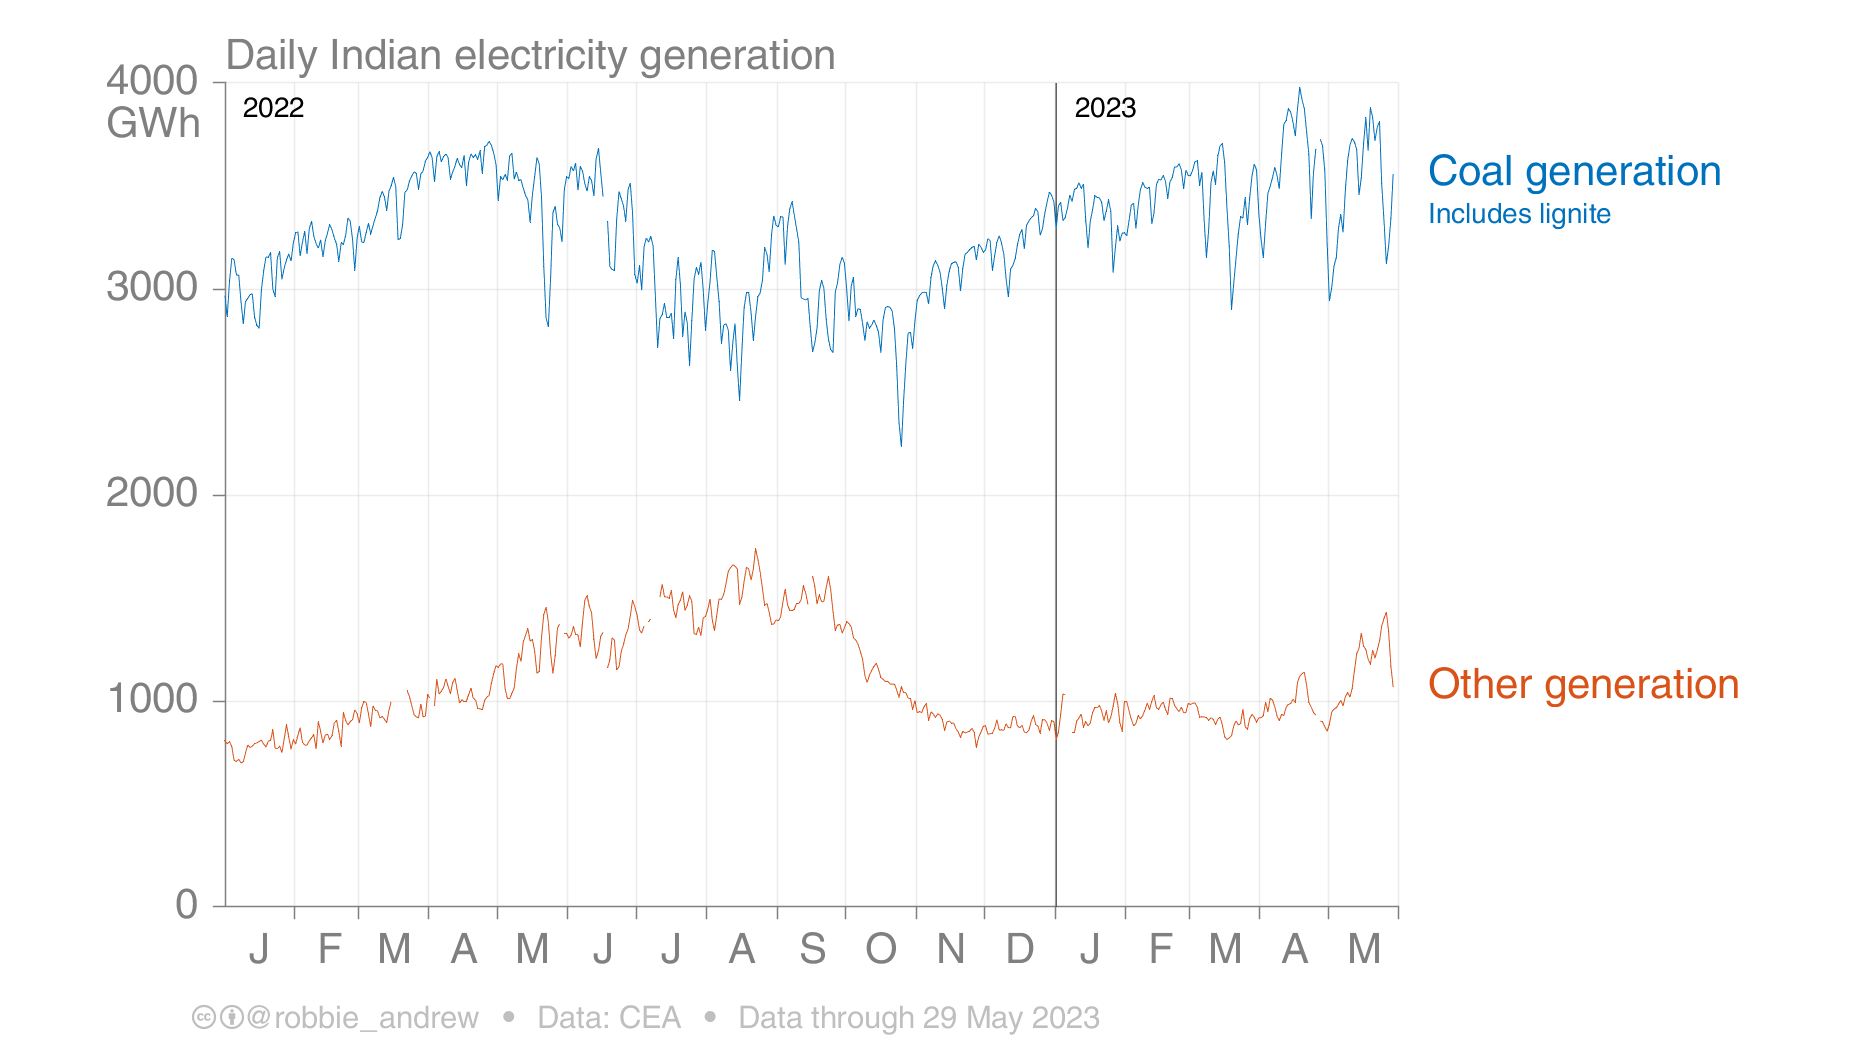 Daily Indian electricity generation
4000
GWh
2022
2023
3000
2000
1000
0
Coal generation
Includes lignite
Other generation
J F M A M J J A S O N D J F M A M
cc @robbie_andrew • Data: CEA • Data through 29 May 2023